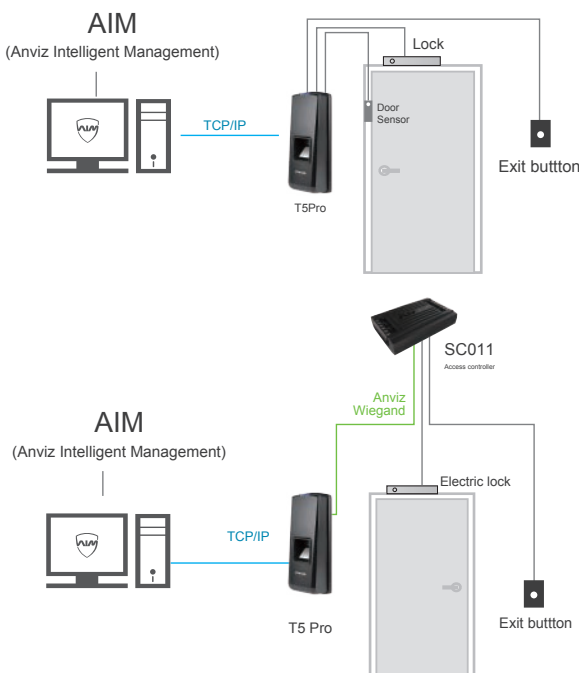 AIM
(Anviz Intelligent Management)
TCP/IP
T5Pro
Lock
Door
Sensor
Exit buttton
SC011
Access controller
Anviz
Wiegand
AIM
(Anviz Intelligent Management)
TCP/IP
T5 Pro
Electric lock
Exit buttton